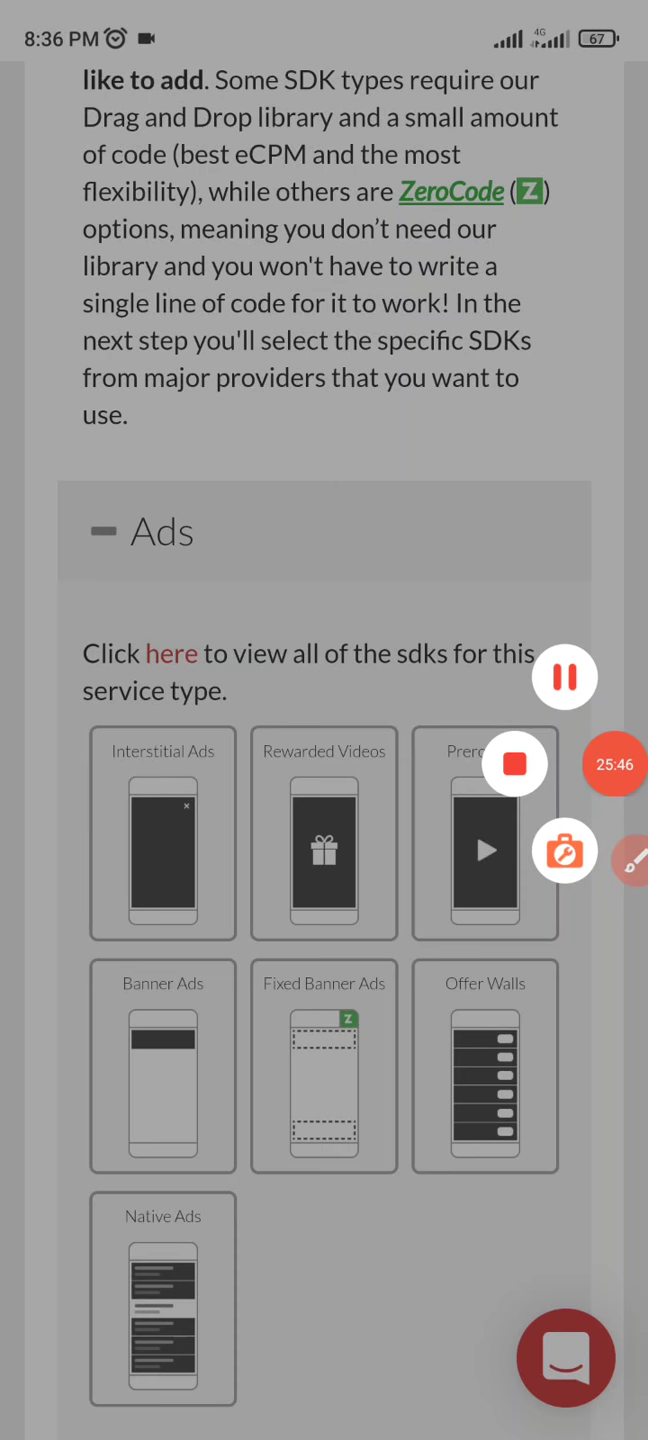 8:36 PM
4G
67
like to add. Some SDK types require our
Drag and Drop library and a small amount
of code (best eCPM and the most
flexibility), while others are ZeroCode (Z)
options, meaning you don’t need our
library and you won't have to write a
single line of code for it to work! In the
next step you'll select the specific SDKs
from major providers that you want to
use.
Ads
Click here to view all of the sdks for this
service type.
Interstitial Ads
Rewarded Videos
25:46
Banner Ads
Fixed Banner Ads
Offer Walls
Z
Native Ads